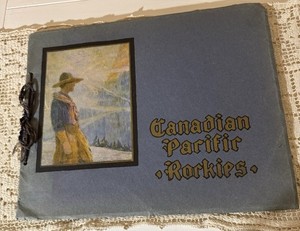 Canadian
Pacific
· Rockies ·